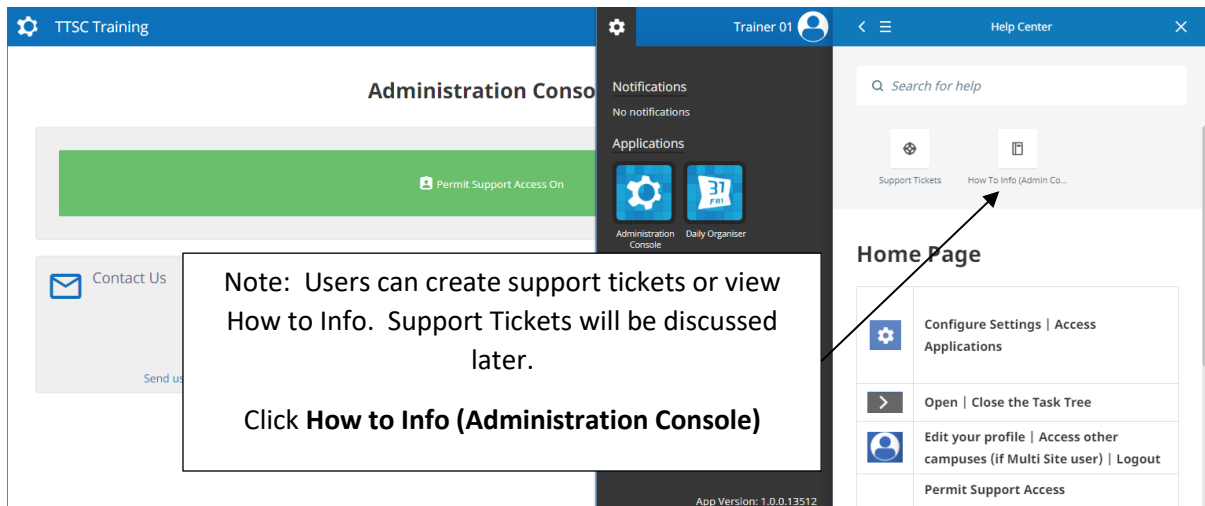 TTSC Training
Administration Conso
Permit Support Access On
Contact Us
Send us
Trainer 01
Notifications
No notifications
Applications
31
FRI
Administration
Console
Daily Organiser
App Version: 1.0.0.13512
Note: Users can create support tickets or view
How to Info. Support Tickets will be discussed
later.
Click How to Info (Administration Console)
Help Center
Search for help
Support Tickets
How To Info (Admin Co...
Home Page
Configure Settings | Access
Applications
Open | Close the Task Tree
Edit your profile | Access other
campuses (if Multi Site user) | Logout
Permit Support Access